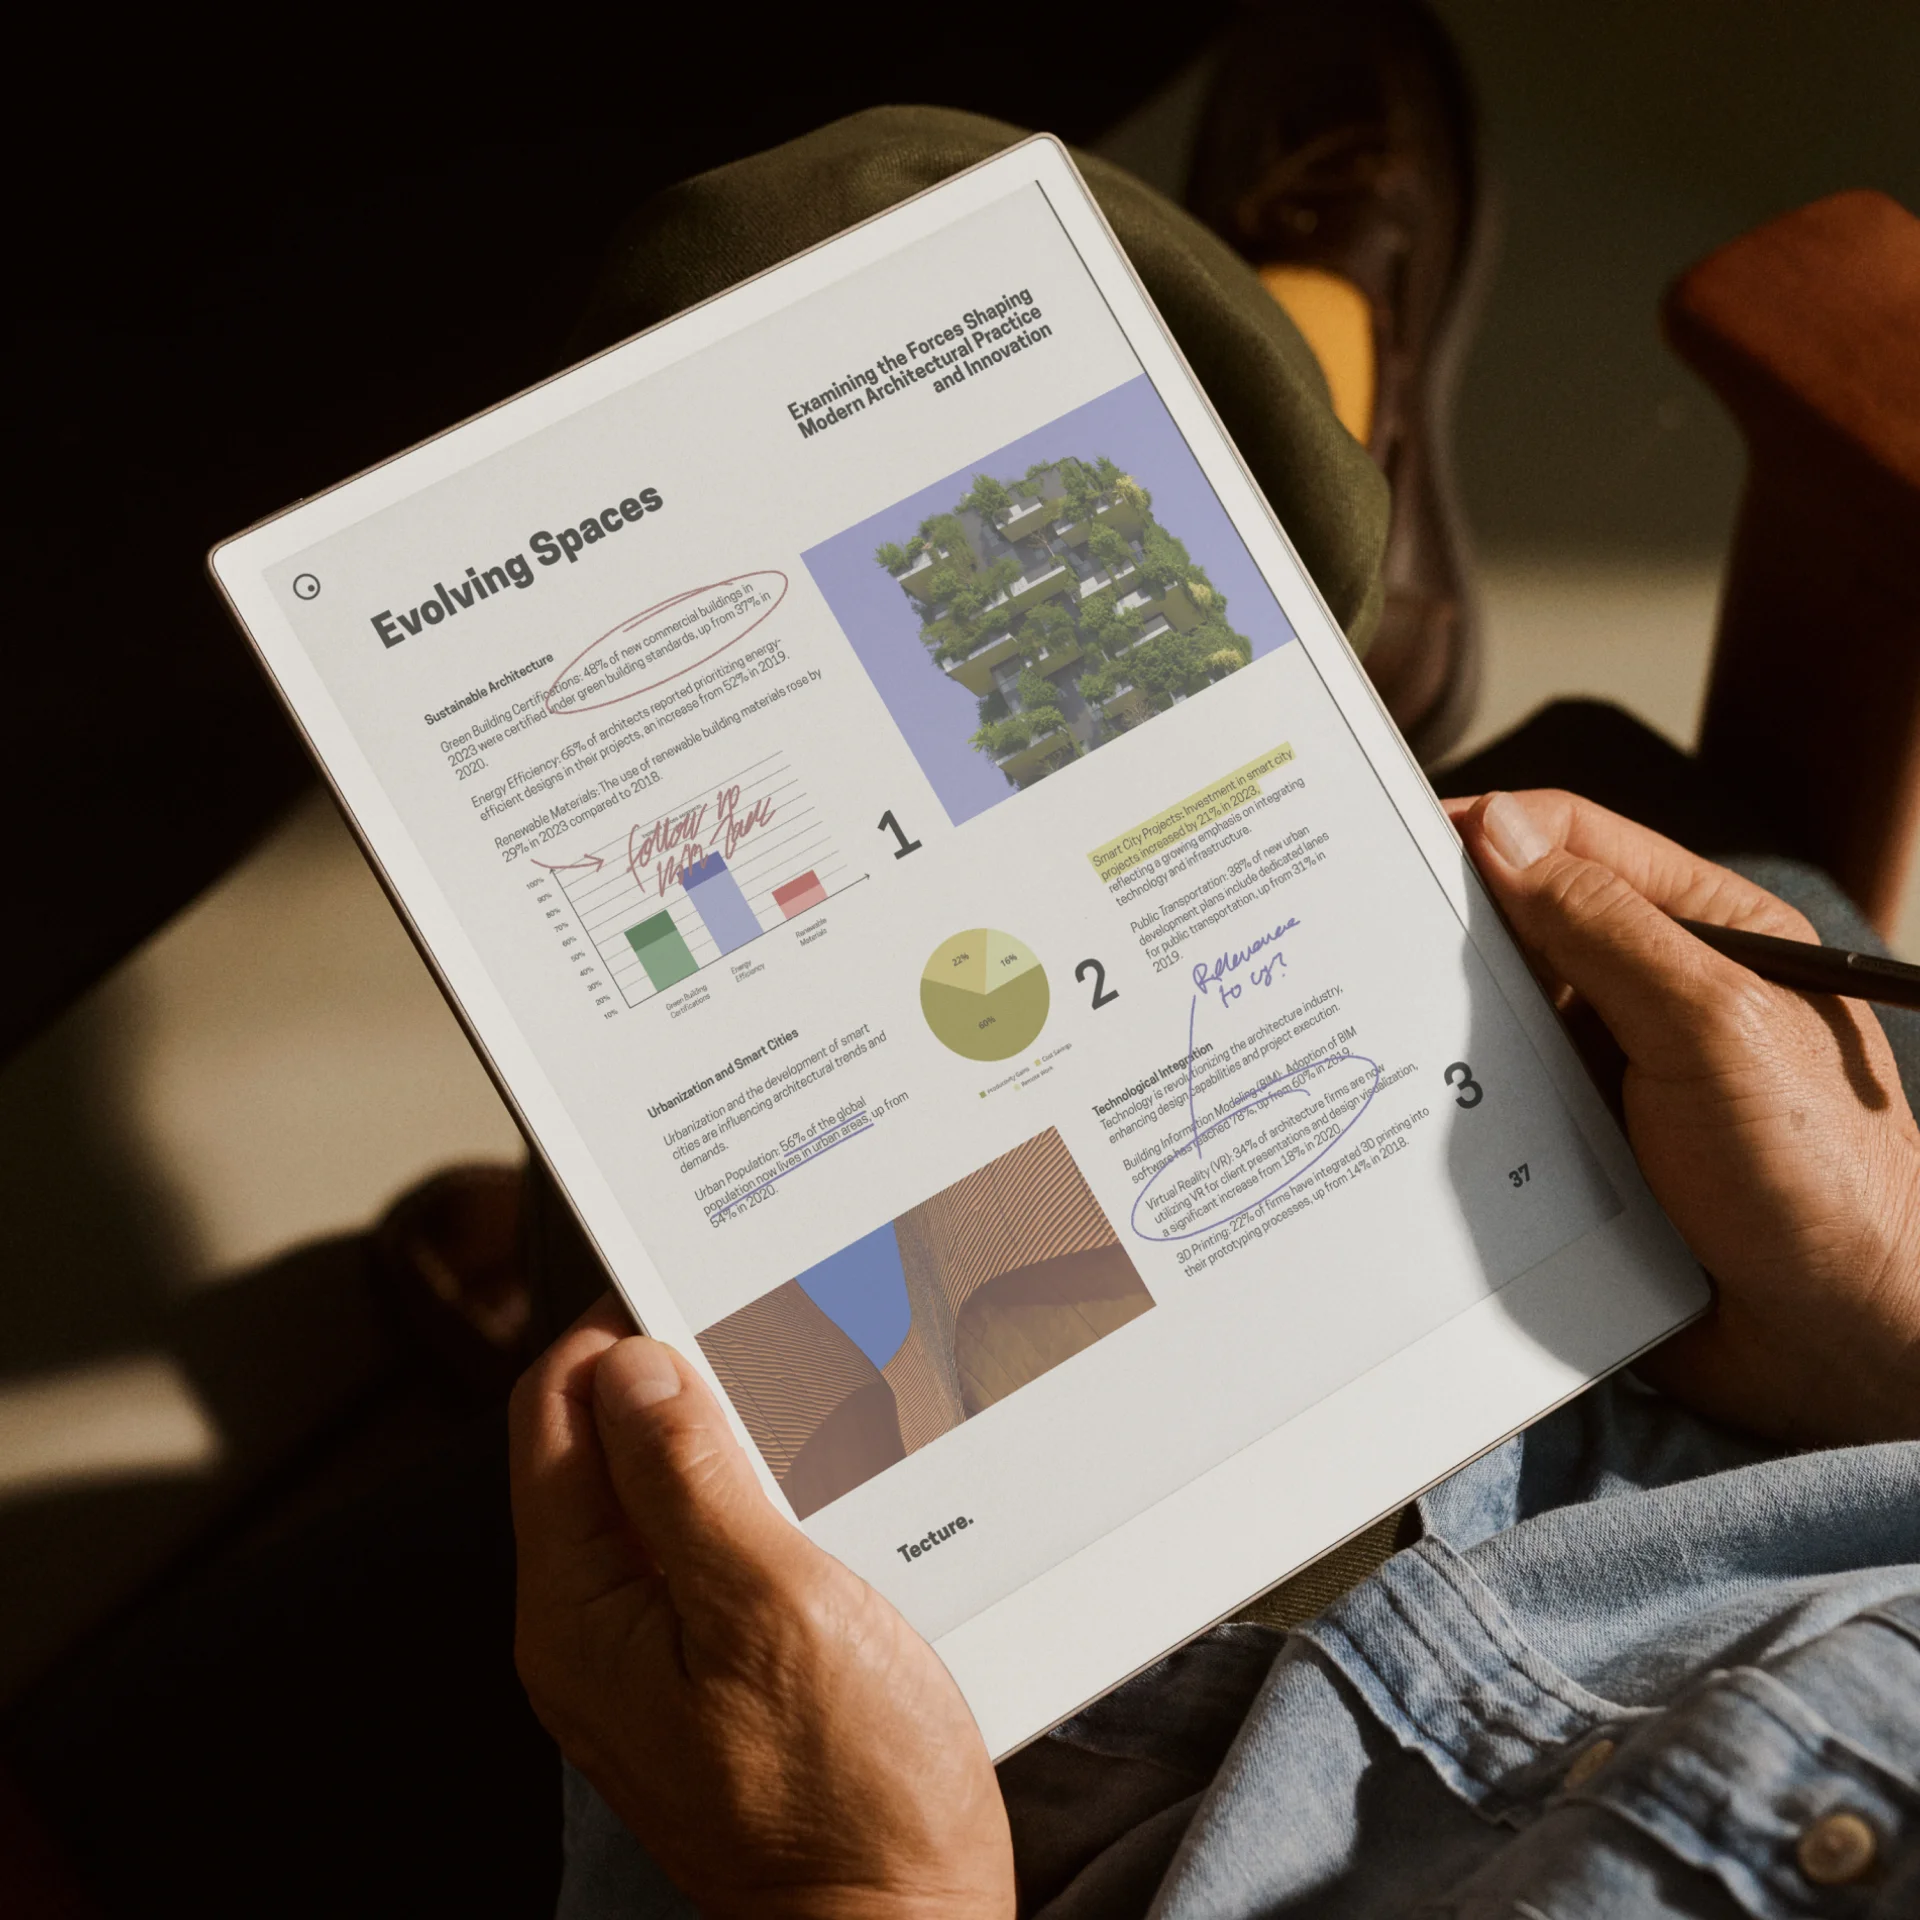 Examining the Forces Shaping
Modern Architectural Practice
and Innovation
Evolving Spaces
Sustainable Architecture
Green Building Certifications: 48% of new commercial buildings in
2023 were certified under green building standards, up from 37% in
2020.
Energy Efficiency: 65% of architects reported prioritizing energy-
efficient designs in their projects, an increase from 52% in 2019.
Renewable Materials: The use of renewable building materials rose by
29% in 2023 compared to 2018.
follow up
100%
90%
80%
70%
60%
50%
40%
30%
20%
10%
Green Building
Certifications
Energy
Efficiency
Renewable
Materials
1
Urbanization and Smart Cities
Urbanization and the development of smart
cities are influencing architectural trends and
demands.
Urban Population: 56% of the global
population now lives in urban areas, up from
54% in 2020.
22%
16%
60%
Productivity Gains
Cost Savings
Remote Work
2
Smart City Projects: Investment in smart city
projects increased by 21% in 2023,
reflecting a growing emphasis on integrating
technology and infrastructure.
Public Transportation: 38% of new urban
development plans include dedicated lanes
for public transportation, up from 31% in
2019.
Relevance
to us?
Technological Integration
Technology is revolutionizing the architecture industry,
enhancing design capabilities and project execution.
Building Information Modeling (BIM): Adoption of BIM
software has reached 78%, up from 60% in 2019.
Virtual Reality (VR): 34% of architecture firms are now
utilizing VR for client presentations and design visualization,
a significant increase from 18% in 2020.
3D Printing: 22% of firms have integrated 3D printing into
their prototyping processes, up from 14% in 2018.
3
37
Tecture.